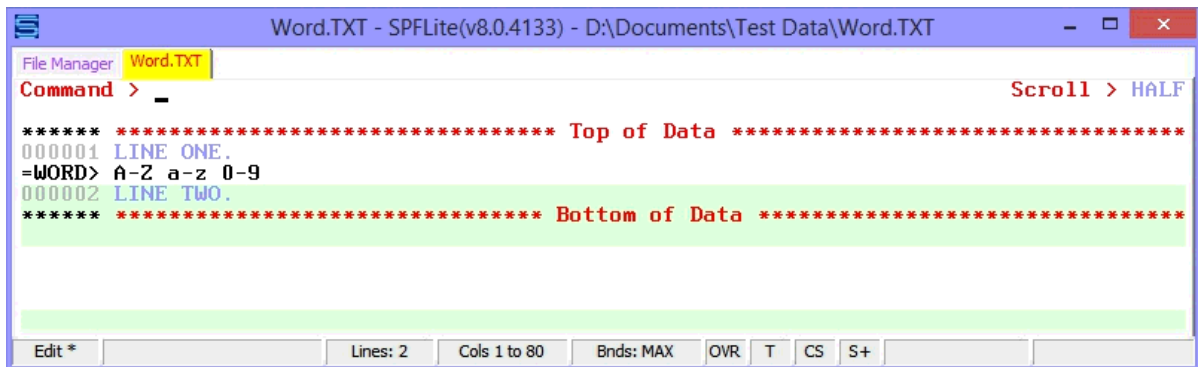 Word.TXT - SPFLite(v8.0.4133) - D:\Documents\Test Data\Word.TXT
File Manager Word.TXT
Command > _ Scroll > HALF
****** ********************************* Top of Data **********************************
000001 LINE ONE.
=WORD> A-Z a-z 0-9
000002 LINE TWO.
****** ******************************** Bottom of Data ********************************
Edit * Lines: 2 Cols 1 to 80 Bnds: MAX OVR T CS S+